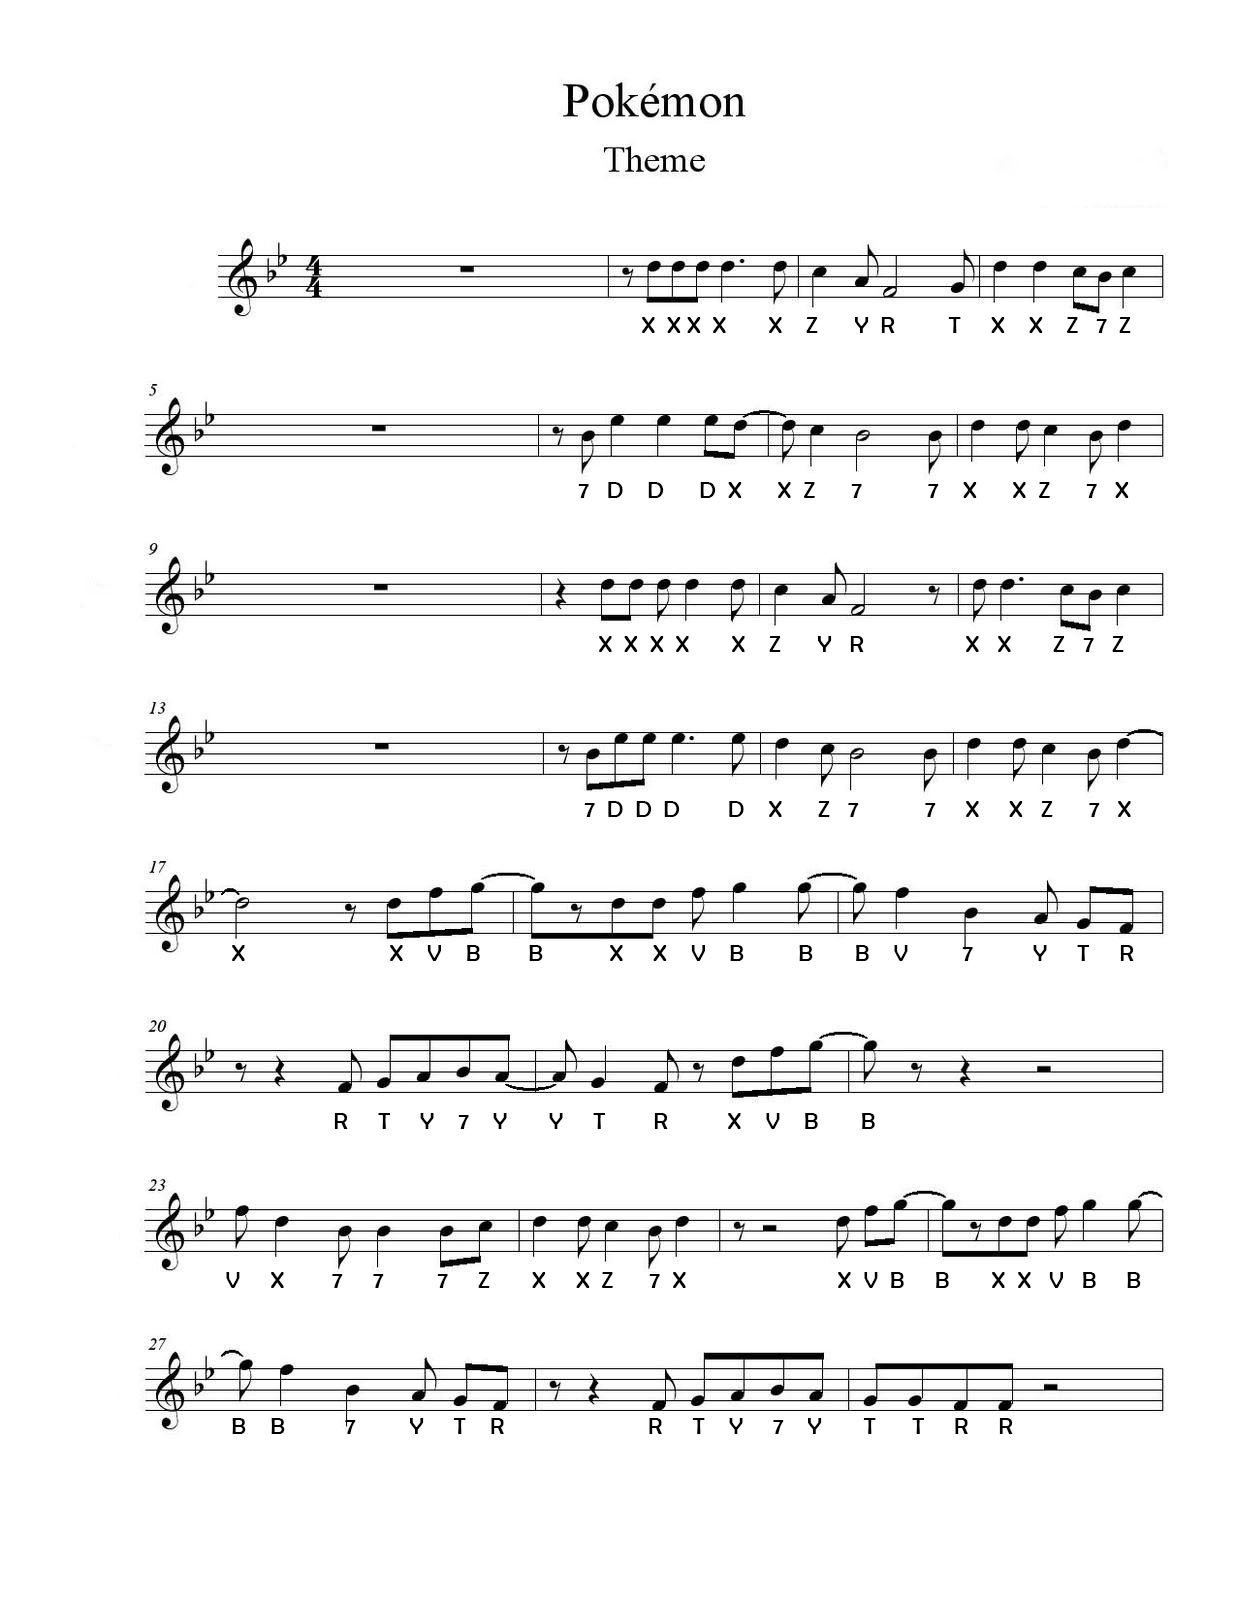 Pokémon
Theme
4
4
X X X X X Z Y R T X X Z 7 Z
5
7 D D D X X Z 7 7 X X Z 7 X
9
X X X X X Z Y R X X Z 7 Z
13
7 D D D D X Z 7 7 X X Z 7 X
17
X X V B B X X V B B B V 7 Y T R
20
R T Y 7 Y Y T R X V B B
23
V X 7 7 7 Z X X Z 7 X X V B B X X V B B
27
B B 7 Y T R R T Y 7 Y T T R R